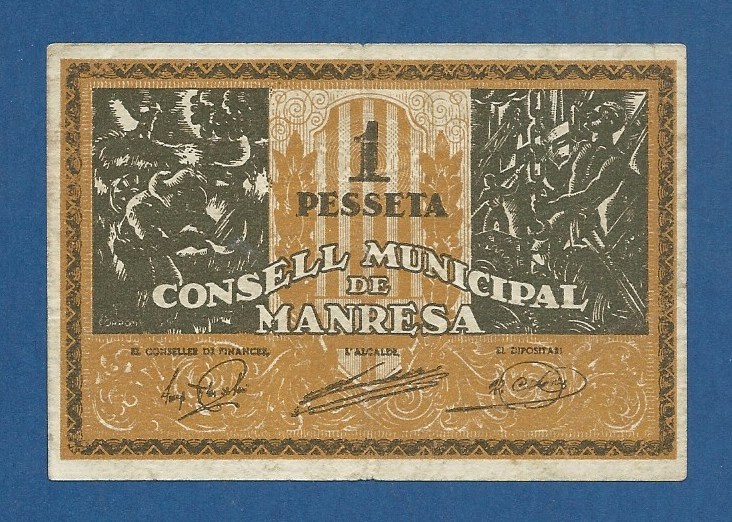 1
PESSETA
CONSELL MUNICIPAL
DE
MANRESA
EL CONSELLER DE FINANCES, L'ALCALDE, EL DIPOSITARI